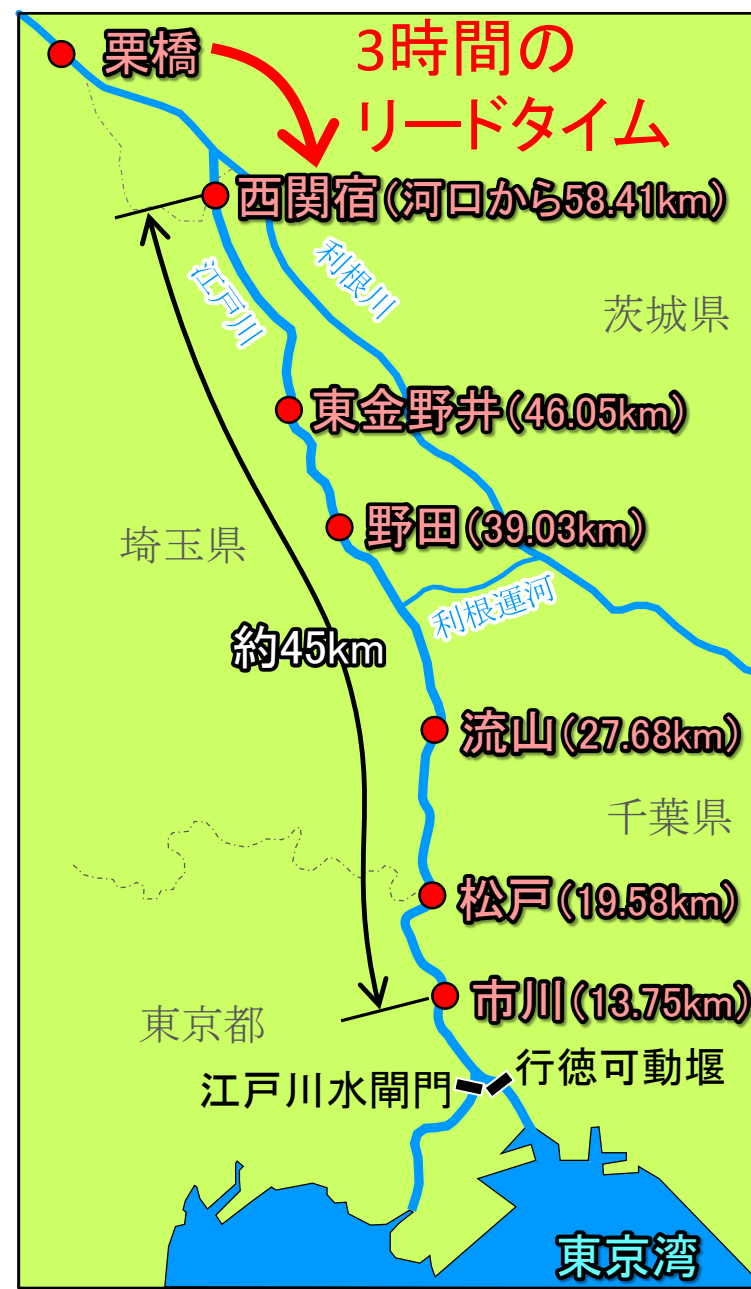 栗橋
3時間の
リードタイム
西関宿(河口から58.41km)
江戸川
利根川
茨城県
東金野井(46.05km)
野田(39.03km)
埼玉県
利根運河
約45km
流山(27.68km)
千葉県
松戸(19.58km)
市川(13.75km)
東京都
行徳可動堰
江戸川水閘門
東京湾